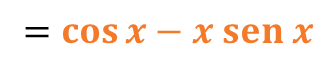 = cos x − x sen x